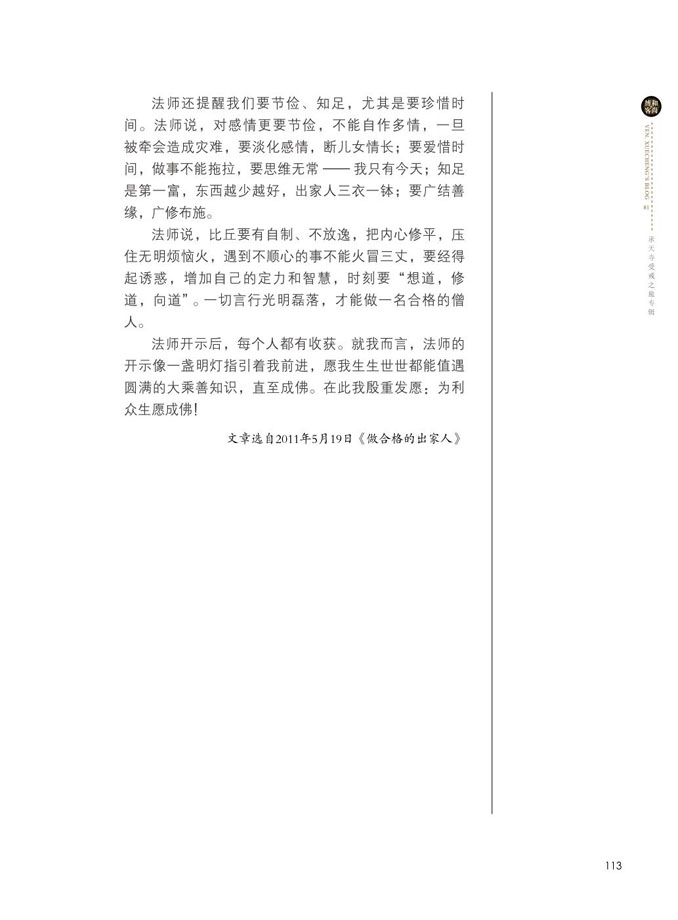 法师还提醒我们要节俭、知足，尤其是要珍惜时
间。法师说，对感情更要节俭，不能自作多情，一旦
被牵会造成灾难，要淡化感情，断儿女情长；要爱惜时
间，做事不能拖拉，要思维无常 —— 我只有今天；知足
是第一富，东西越少越好，出家人三衣一钵；要广结善
缘，广修布施。
法师说，比丘要有自制、不放逸，把内心修平，压
住无明烦恼火，遇到不顺心的事不能火冒三丈，要经得
起诱惑，增加自己的定力和智慧，时刻要“想道，修
道，向道”。一切言行光明磊落，才能做一名合格的僧
人。
法师开示后，每个人都有收获。就我而言，法师的
开示像一盏明灯指引着我前进，愿我生生世世都能值遇
圆满的大乘善知识，直至成佛。在此我殷重发愿：为利
众生愿成佛！
文章选自2011年5月19日《做合格的出家人》
和尚博客
VEN. XUECHENG'S BLOG
承天寺受戒之旅专辑
113